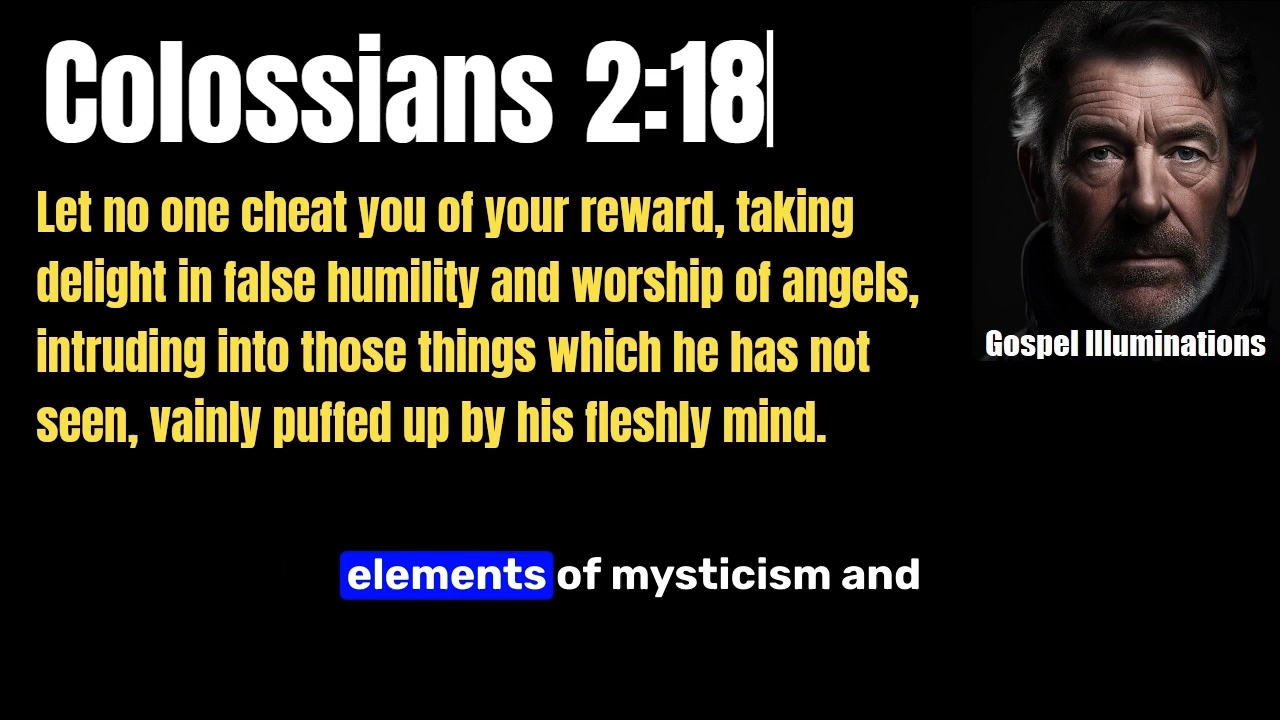 Colossians 2:18
Let no one cheat you of your reward, taking
delight in false humility and worship of angels,
intruding into those things which he has not
seen, vainly puffed up by his fleshly mind.
Gospel Illuminations
elements of mysticism and